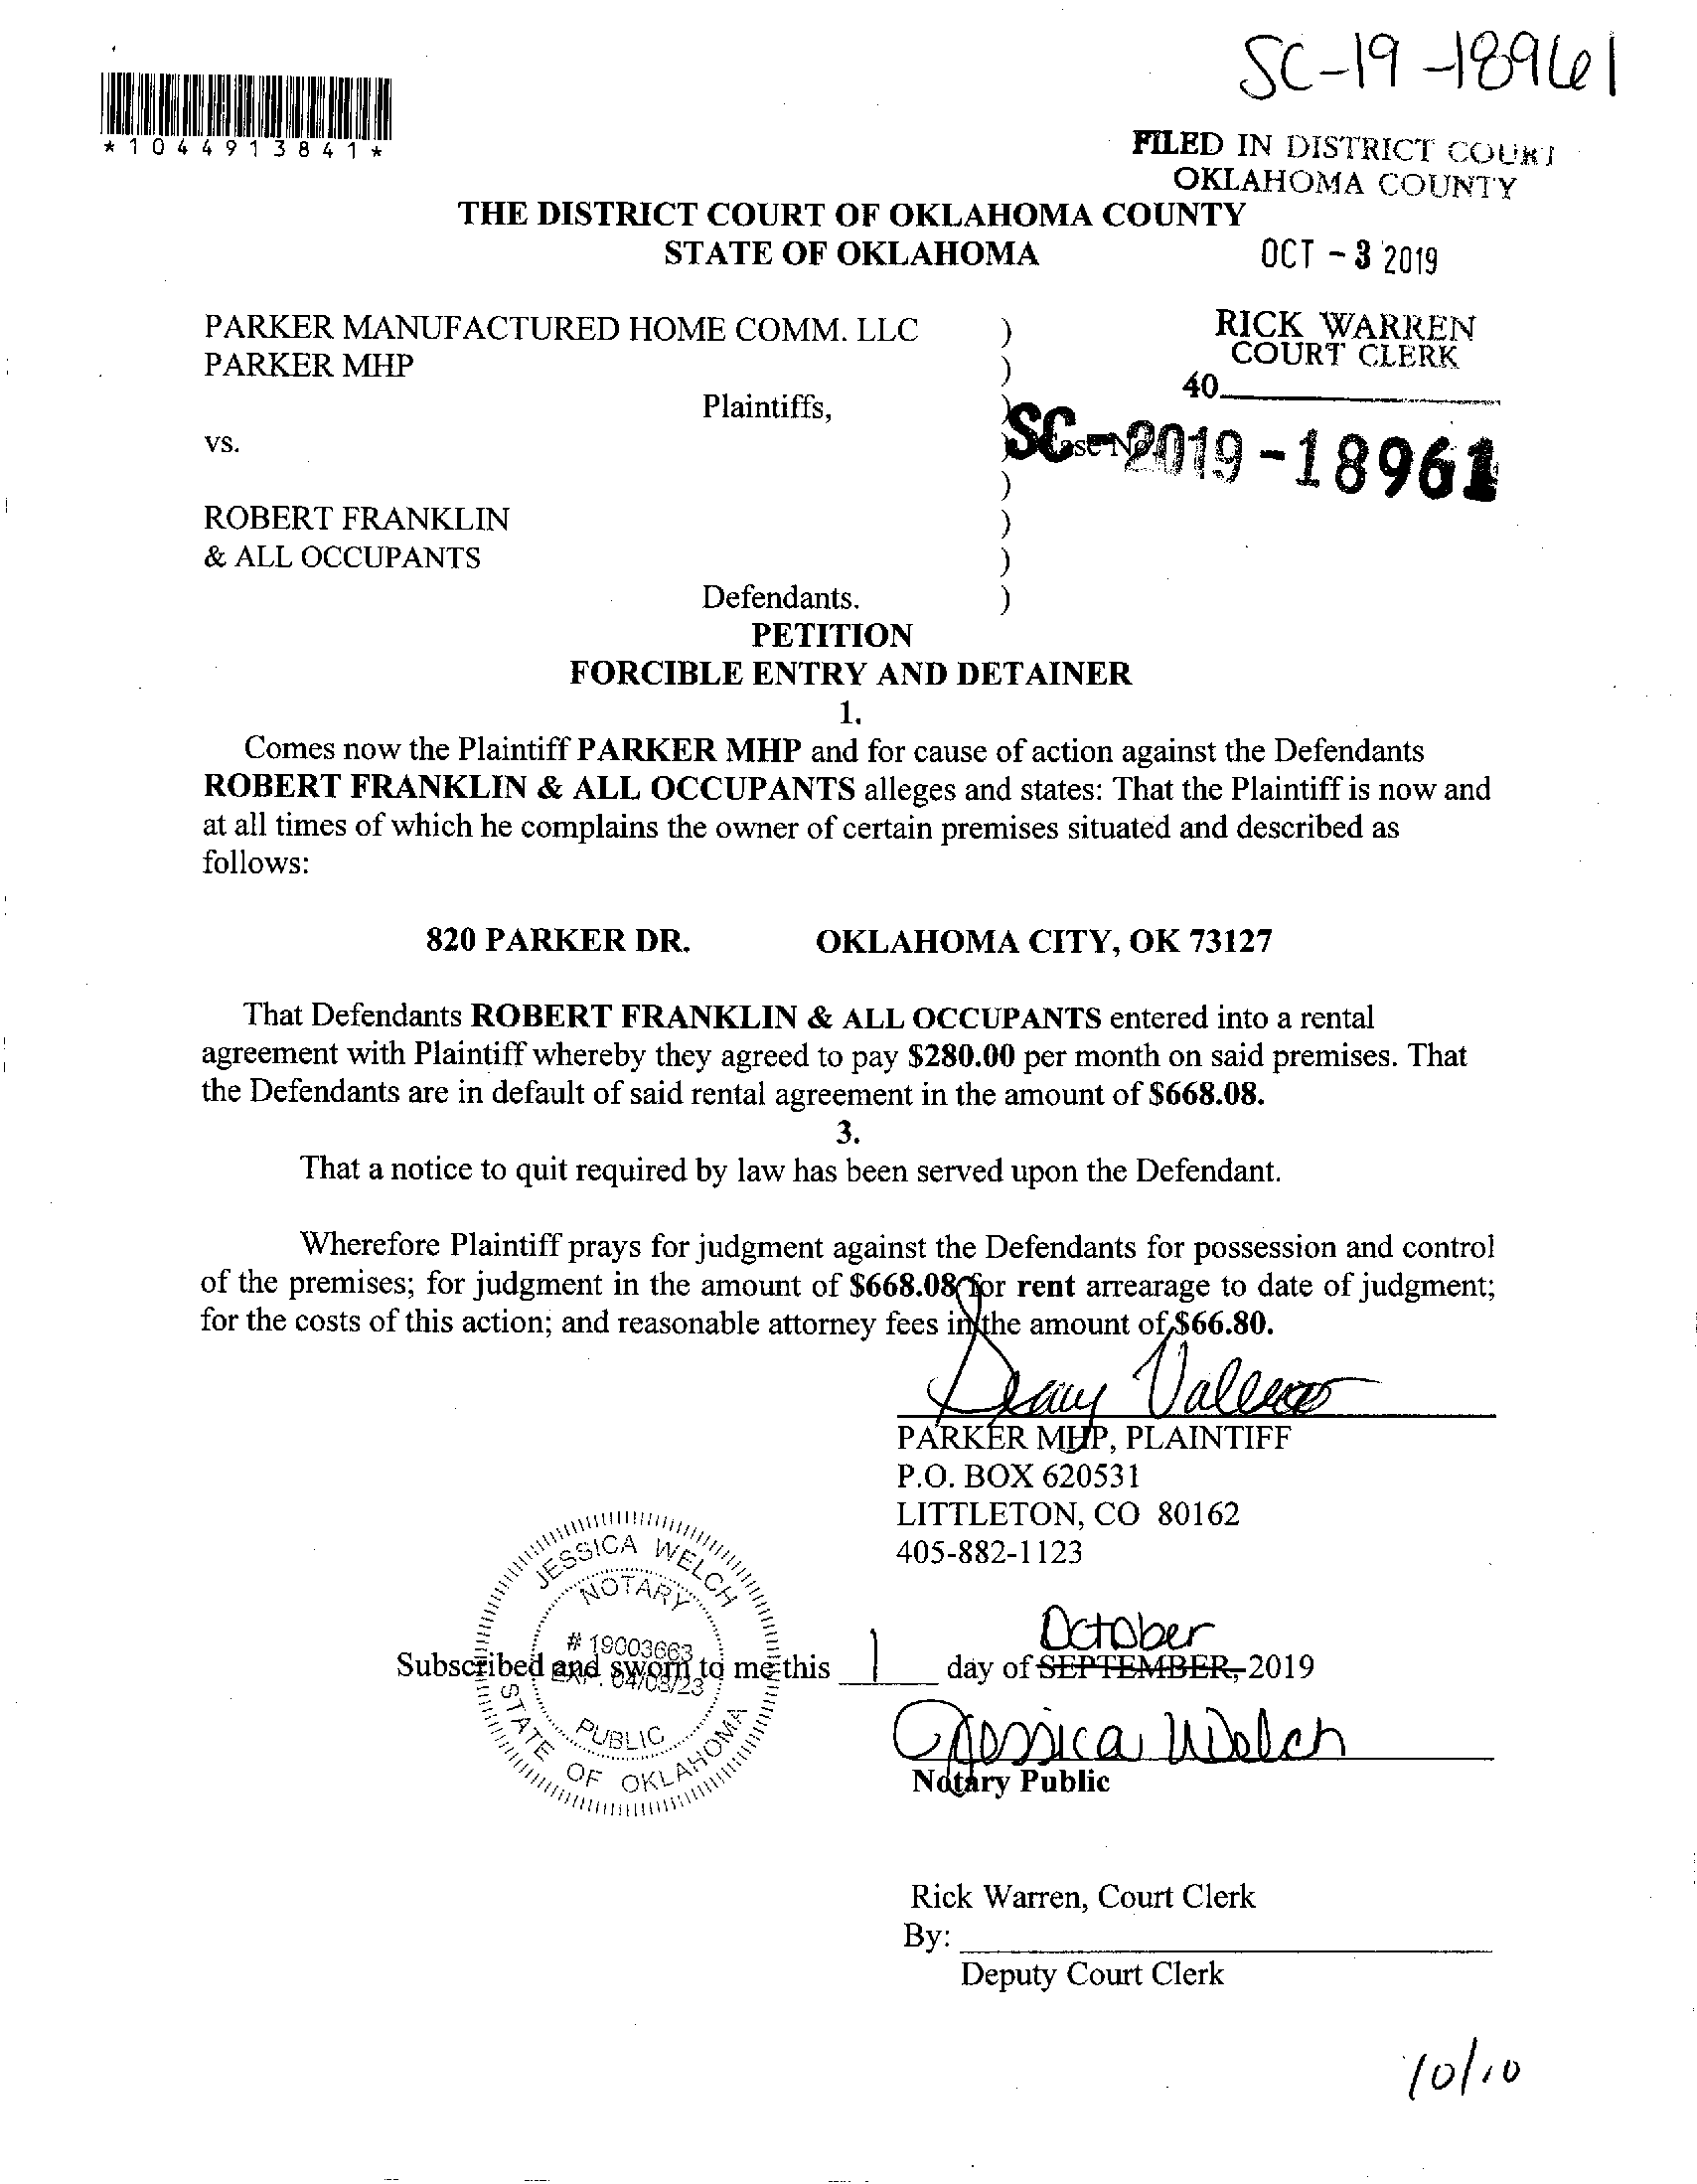 SC-19-18961
*1044913841*
FILED IN DISTRICT COURT
OKLAHOMA COUNTY
THE DISTRICT COURT OF OKLAHOMA COUNTY
STATE OF OKLAHOMA
OCT - 3 2019
PARKER MANUFACTURED HOME COMM. LLC )
PARKER MHP )
RICK WARREN
COURT CLERK
40
Plaintiffs, )
vs. )
SC-2019-18961
)
ROBERT FRANKLIN )
& ALL OCCUPANTS )
Defendants. )
PETITION
FORCIBLE ENTRY AND DETAINER
1.
Comes now the Plaintiff PARKER MHP and for cause of action against the Defendants
ROBERT FRANKLIN & ALL OCCUPANTS alleges and states: That the Plaintiff is now and
at all times of which he complains the owner of certain premises situated and described as
follows:
820 PARKER DR. OKLAHOMA CITY, OK 73127
That Defendants ROBERT FRANKLIN & ALL OCCUPANTS entered into a rental
agreement with Plaintiff whereby they agreed to pay $280.00 per month on said premises. That
the Defendants are in default of said rental agreement in the amount of $668.08.
3.
That a notice to quit required by law has been served upon the Defendant.
Wherefore Plaintiff prays for judgment against the Defendants for possession and control
of the premises; for judgment in the amount of $668.08 for rent arrearage to date of judgment;
for the costs of this action; and reasonable attorney fees in the amount of $66.80.
PARKER MHP, PLAINTIFF
P.O. BOX 620531
LITTLETON, CO 80162
405-882-1123
JESSICA WELCH
NOTARY
# 19003663
EXP. 04/03/23
PUBLIC
STATE OF OKLAHOMA
October
Subscribed and sworn to me this 1 day of SEPTEMBER, 2019
Jessica Welch
Notary Public
Rick Warren, Court Clerk
By:
Deputy Court Clerk
10/10